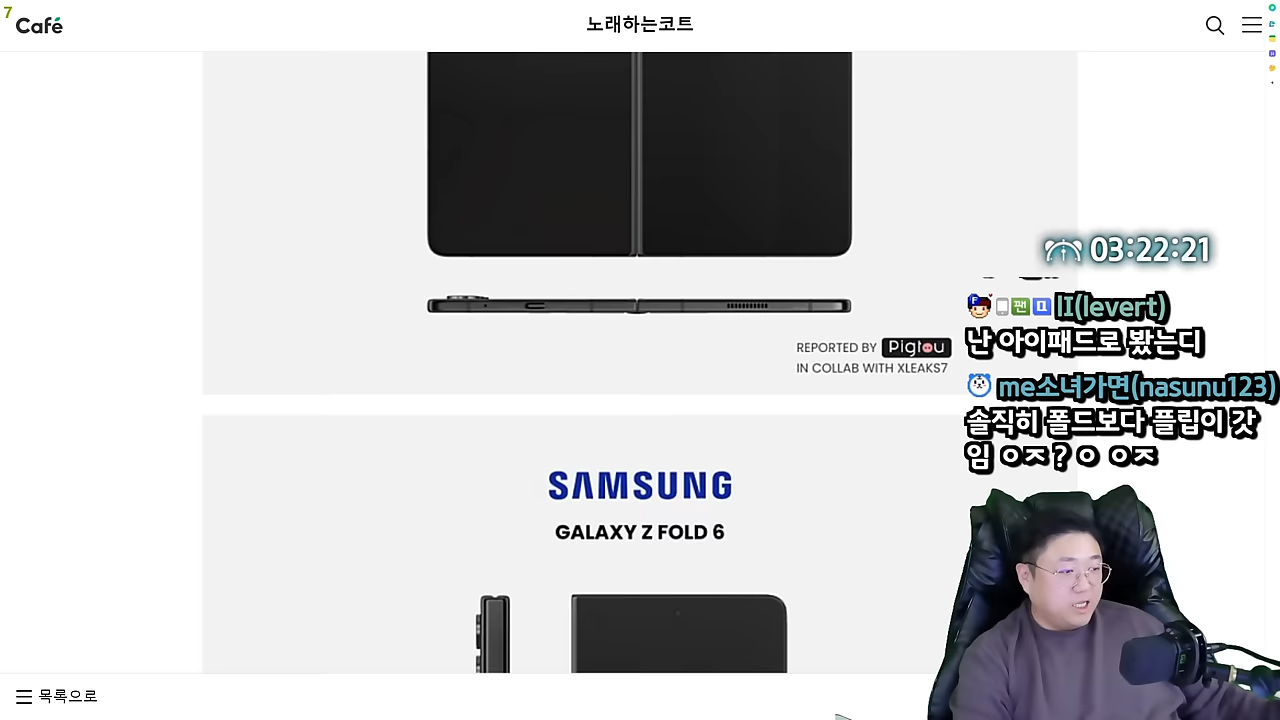 7
Café
노래하는코트
03:22:21
REPORTED BY Pigtou
IN COLLAB WITH XLEAKS7
lI(levert)
난 아이패드로 봤는디
me소녀가면(nasunu123)
솔직히 폴드보다 플립이 갓
임 ㅇㅈ? ㅇ ㅇㅈ
SAMSUNG
GALAXY Z FOLD 6
목록으로